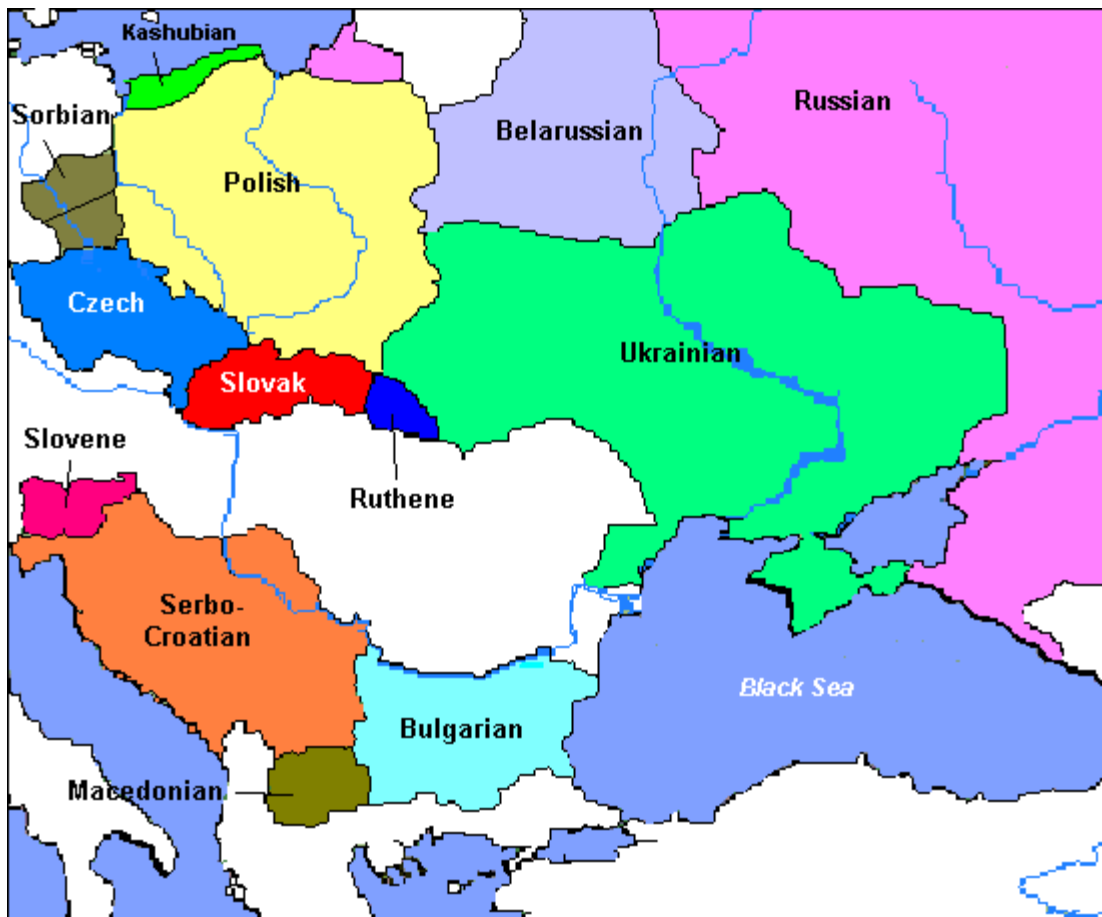 Kashubian
Sorbian
Russian
Belarussian
Polish
Czech
Ukrainian
Slovak
Slovene
Ruthene
Serbo-
Croatian
Black Sea
Bulgarian
Macedonian